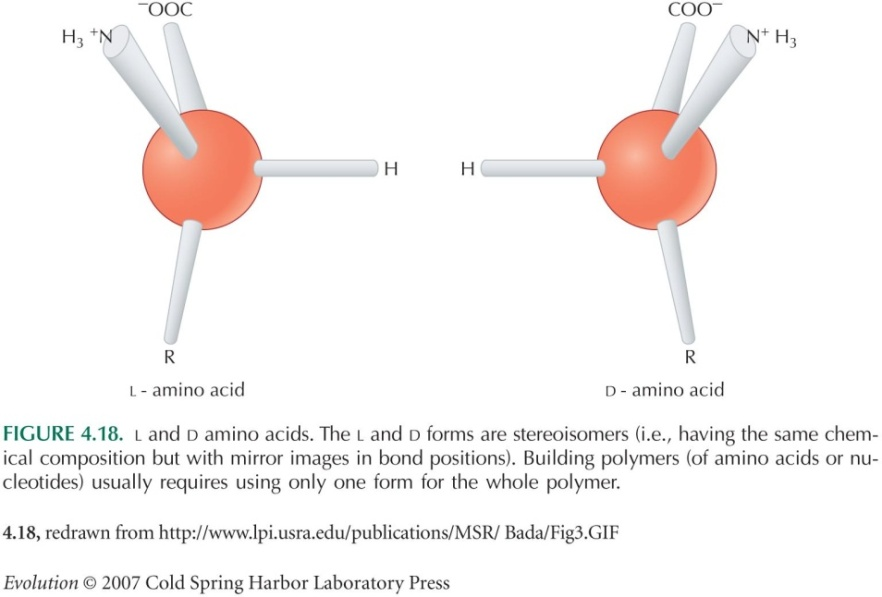 ⁻OOC
H₃ ⁺N
H
R
L - amino acid
COO⁻
N⁺ H₃
H
R
D - amino acid
FIGURE 4.18. L and D amino acids. The L and D forms are stereoisomers (i.e., having the same chem-
ical composition but with mirror images in bond positions). Building polymers (of amino acids or nu-
cleotides) usually requires using only one form for the whole polymer.
4.18, redrawn from http://www.lpi.usra.edu/publications/MSR/ Bada/Fig3.GIF
Evolution © 2007 Cold Spring Harbor Laboratory Press